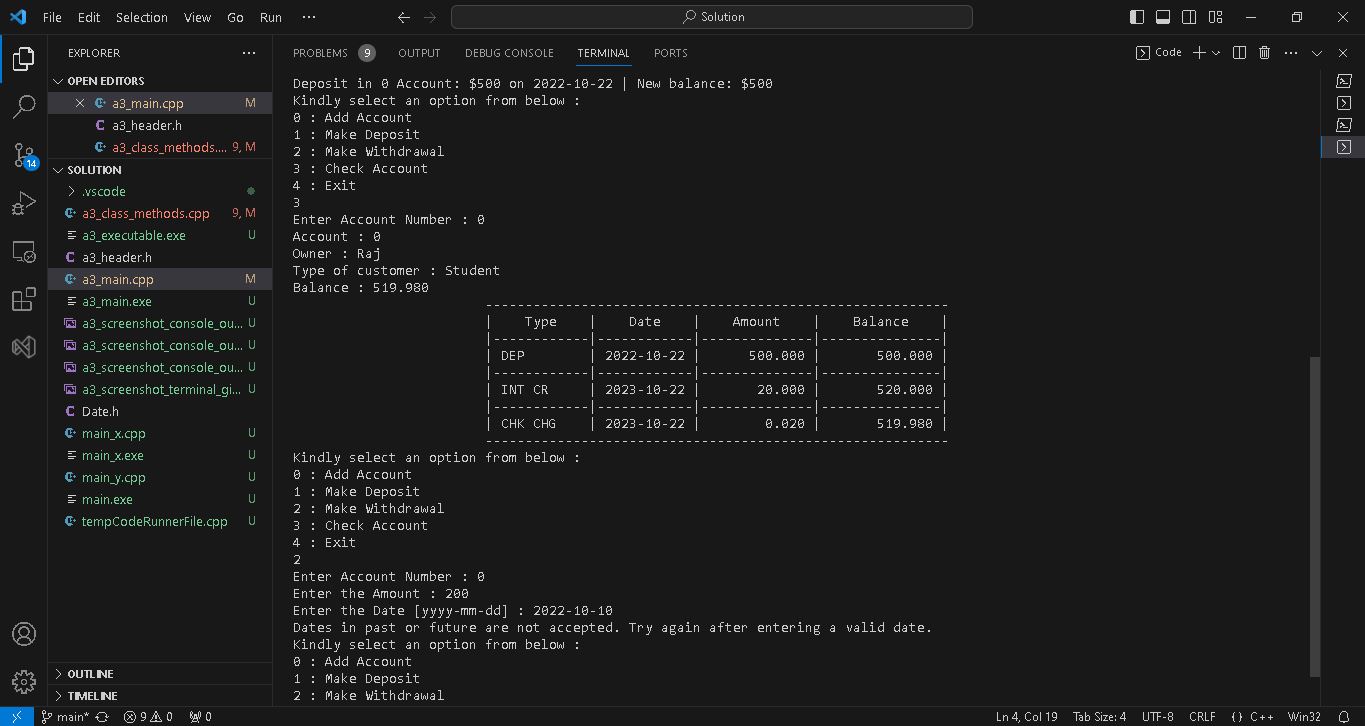 File Edit Selection View Go Run ··· Solution
EXPLORER ···
OPEN EDITORS
a3_main.cpp M
a3_header.h
a3_class_methods.... 9, M
SOLUTION
.vscode
a3_class_methods.cpp 9, M
a3_executable.exe U
a3_header.h
a3_main.cpp M
a3_main.exe U
a3_screenshot_console_ou... U
a3_screenshot_console_ou... U
a3_screenshot_console_ou... U
a3_screenshot_terminal_gi... U
Date.h
main_x.cpp U
main_x.exe U
main_y.cpp U
main.exe U
tempCodeRunnerFile.cpp U
OUTLINE
TIMELINE
14
PROBLEMS 9 OUTPUT DEBUG CONSOLE TERMINAL PORTS Code
Deposit in 0 Account: $500 on 2022-10-22 | New balance: $500
Kindly select an option from below :
0 : Add Account
1 : Make Deposit
2 : Make Withdrawal
3 : Check Account
4 : Exit
3
Enter Account Number : 0
Account : 0
Owner : Raj
Type of customer : Student
Balance : 519.980
----------------------------------------------------------
| Type | Date | Amount | Balance |
|------------|------------|--------------|---------------|
| DEP | 2022-10-22 | 500.000 | 500.000 |
|------------|------------|--------------|---------------|
| INT CR | 2023-10-22 | 20.000 | 520.000 |
|------------|------------|--------------|---------------|
| CHK CHG | 2023-10-22 | 0.020 | 519.980 |
----------------------------------------------------------
Kindly select an option from below :
0 : Add Account
1 : Make Deposit
2 : Make Withdrawal
3 : Check Account
4 : Exit
2
Enter Account Number : 0
Enter the Amount : 200
Enter the Date [yyyy-mm-dd] : 2022-10-10
Dates in past or future are not accepted. Try again after entering a valid date.
Kindly select an option from below :
0 : Add Account
1 : Make Deposit
2 : Make Withdrawal
main* 9 0 0 Ln 4, Col 19 Tab Size: 4 UTF-8 CRLF {} C++ Win32